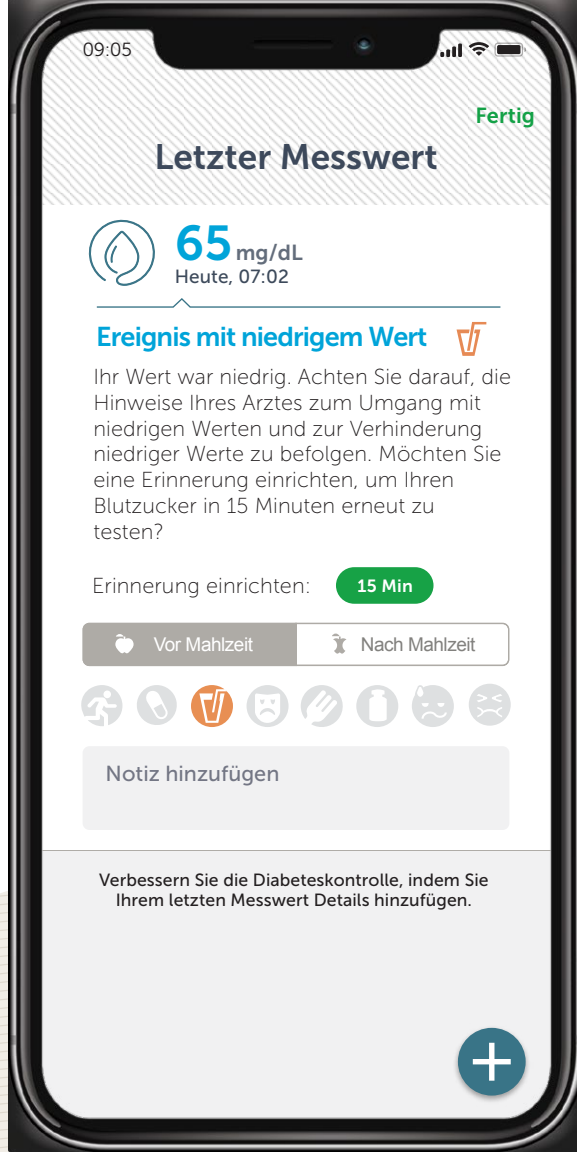 09:05
Fertig
Letzter Messwert
65 mg/dL
Heute, 07:02
Ereignis mit niedrigem Wert
Ihr Wert war niedrig. Achten Sie darauf, die
Hinweise Ihres Arztes zum Umgang mit
niedrigen Werten und zur Verhinderung
niedriger Werte zu befolgen. Möchten Sie
eine Erinnerung einrichten, um Ihren
Blutzucker in 15 Minuten erneut zu
testen?
Erinnerung einrichten: 15 Min
Vor Mahlzeit Nach Mahlzeit
Notiz hinzufügen
Verbessern Sie die Diabeteskontrolle, indem Sie
Ihrem letzten Messwert Details hinzufügen.